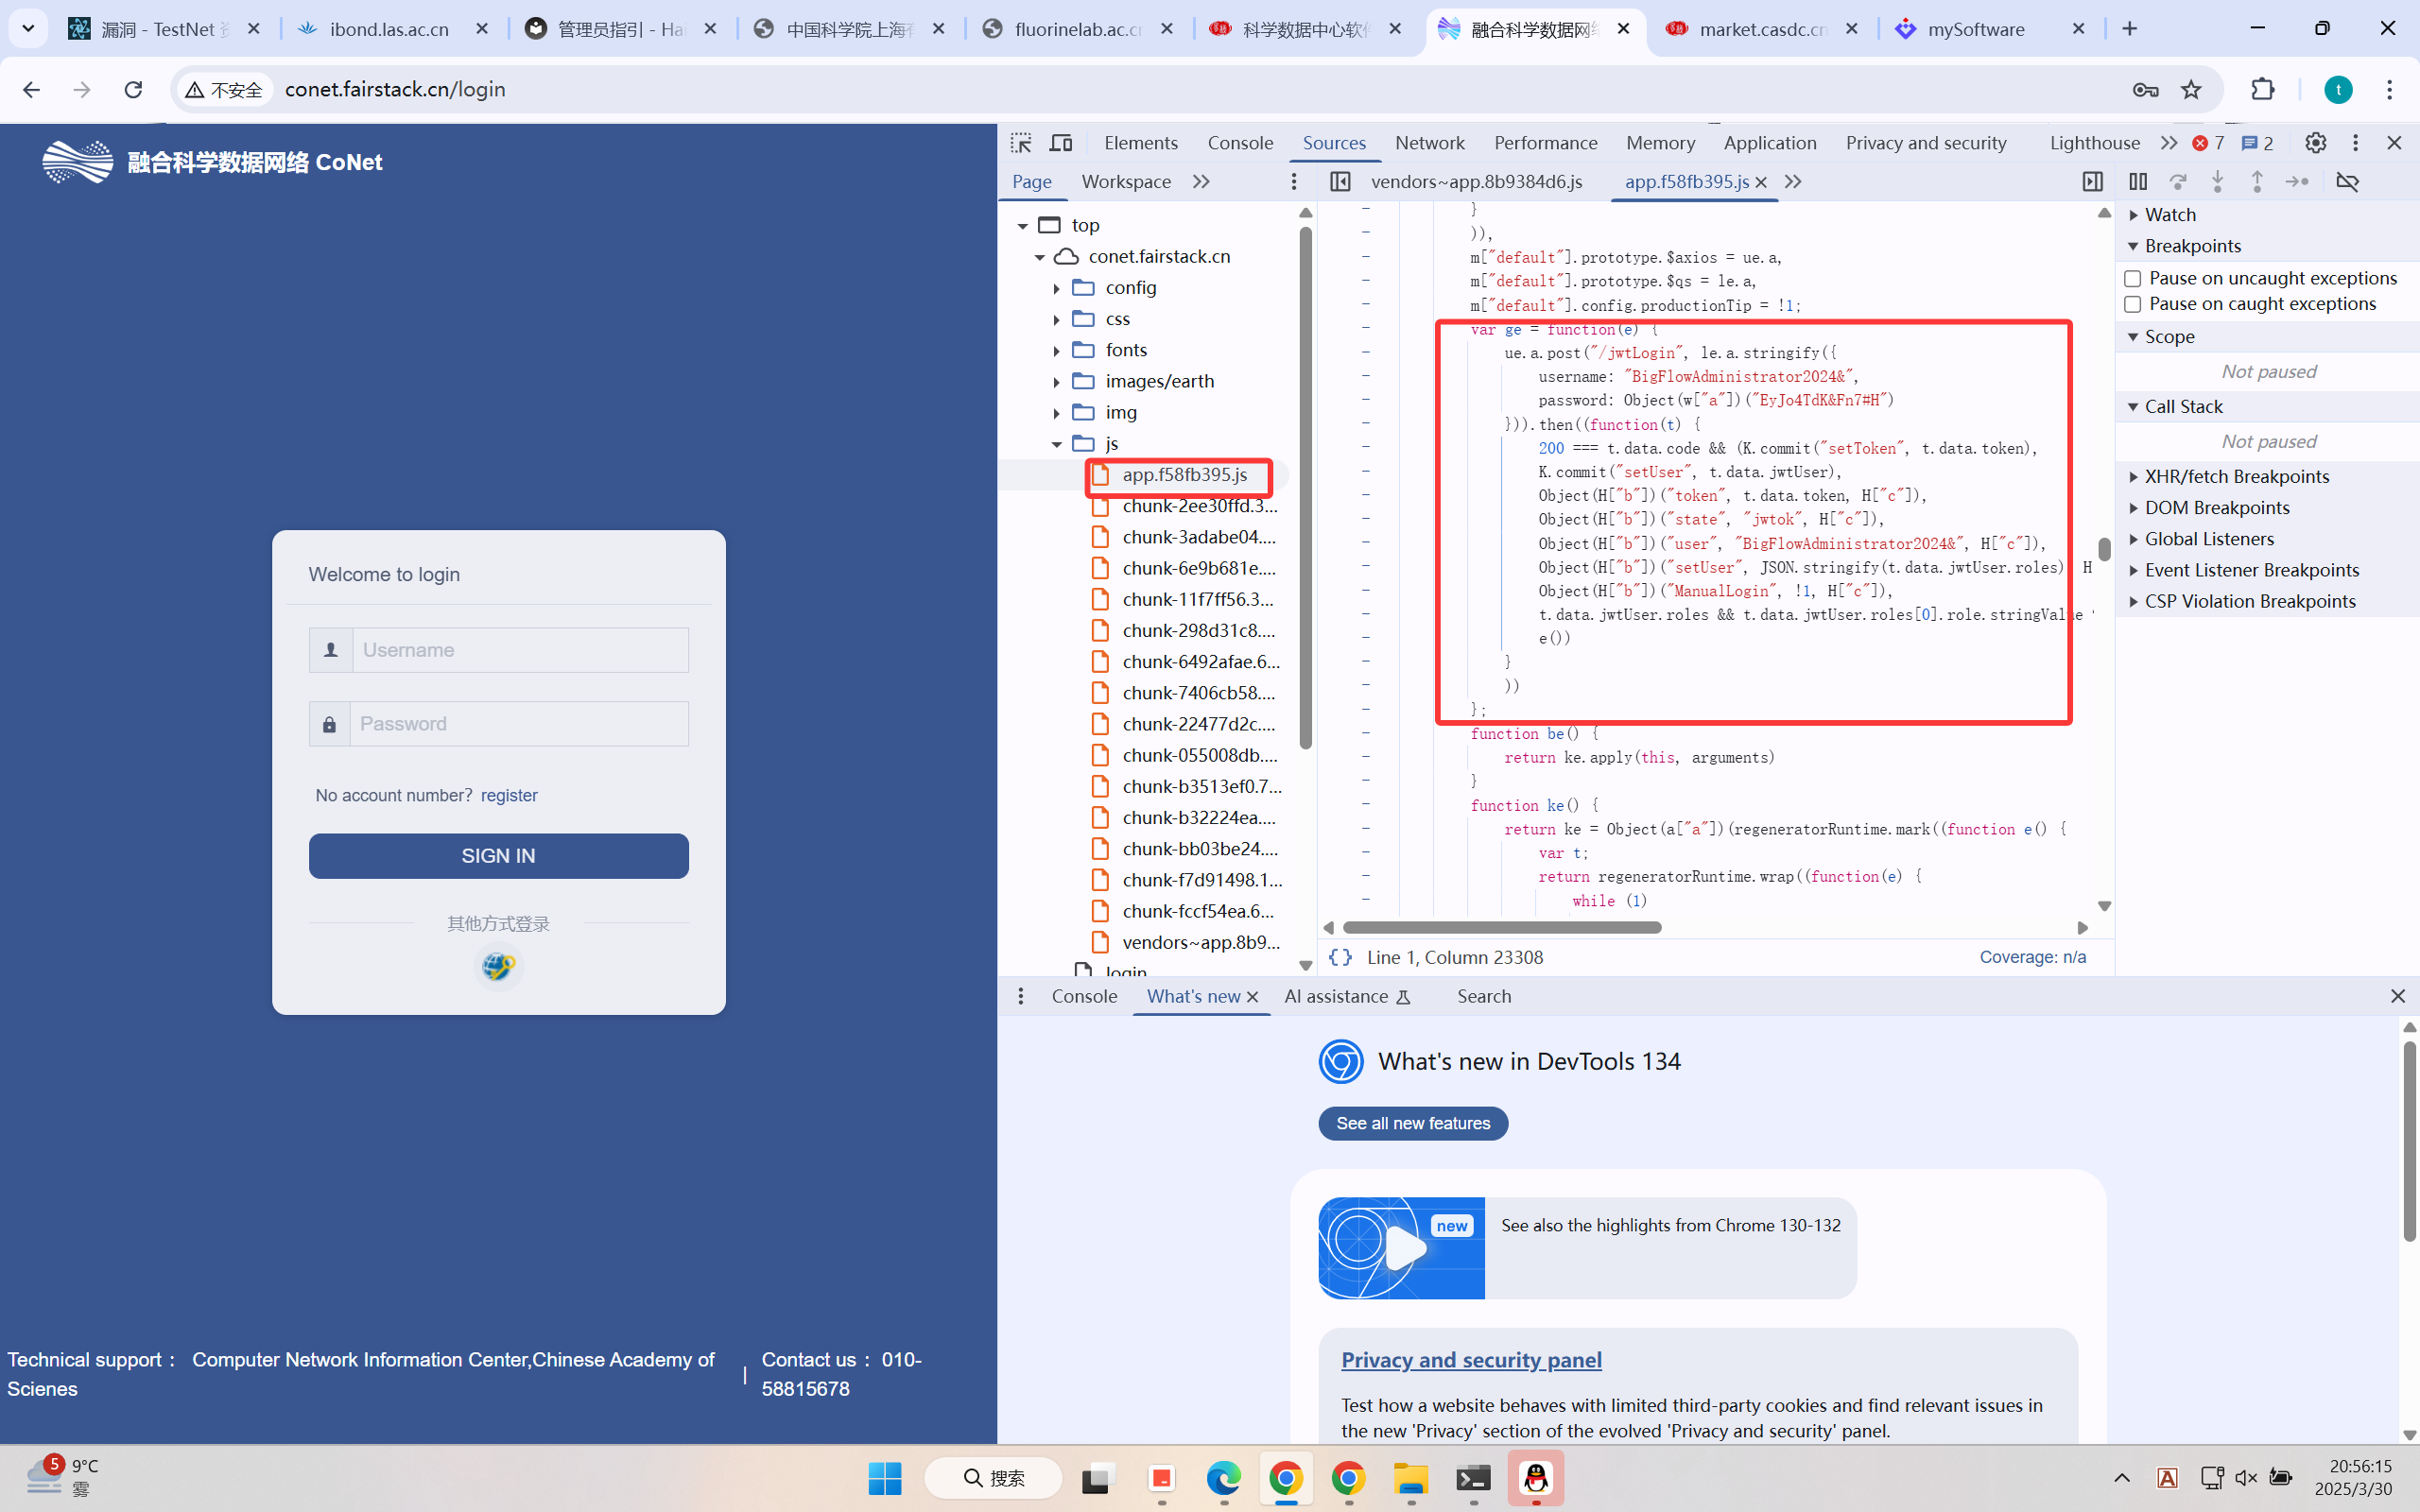 漏洞 - TestNet 资
ibond.las.ac.cn
管理员指引 - Hai
中国科学院上海有
fluorinelab.ac.cn
科学数据中心软件
融合科学数据网络
market.casdc.cn
mySoftware
不安全
conet.fairstack.cn/login
t
融合科学数据网络 CoNet
Welcome to login
Username
Password
No account number? register
SIGN IN
其他方式登录
Technical support : Computer Network Information Center,Chinese Academy of Scienes
|
Contact us : 010-58815678
Elements
Console
Sources
Network
Performance
Memory
Application
Privacy and security
Lighthouse
7
2
Page
Workspace
vendors~app.8b9384d6.js
app.f58fb395.js
top
conet.fairstack.cn
config
css
fonts
images/earth
img
js
app.f58fb395.js
chunk-2ee30ffd.3...
chunk-3adabe04....
chunk-6e9b681e....
chunk-11f7ff56.3...
chunk-298d31c8....
chunk-6492afae.6...
chunk-7406cb58....
chunk-22477d2c....
chunk-055008db....
chunk-b3513ef0.7...
chunk-b32224ea....
chunk-bb03be24....
chunk-f7d91498.1...
chunk-fccf54ea.6...
vendors~app.8b9...
login
}
)),
m["default"].prototype.$axios = ue.a,
m["default"].prototype.$qs = le.a,
m["default"].config.productionTip = !1;
var ge = function(e) {
ue.a.post("/jwtLogin", le.a.stringify({
username: "BigFlowAdministrator2024&",
password: Object(w["a"])("EyJo4TdK&Fn7#H")
})).then((function(t) {
200 === t.data.code && (K.commit("setToken", t.data.token),
K.commit("setUser", t.data.jwtUser),
Object(H["b"])("token", t.data.token, H["c"]),
Object(H["b"])("state", "jwtok", H["c"]),
Object(H["b"])("user", "BigFlowAdministrator2024&", H["c"]),
Object(H["b"])("setUser", JSON.stringify(t.data.jwtUser.roles) H
Object(H["b"])("ManualLogin", !1, H["c"]),
t.data.jwtUser.roles && t.data.jwtUser.roles[0].role.stringValue
e())
}
))
};
function be() {
return ke.apply(this, arguments)
}
function ke() {
return ke = Object(a["a"])(regeneratorRuntime.mark((function e() {
var t;
return regeneratorRuntime.wrap((function(e) {
while (1)
{} Line 1, Column 23308
Coverage: n/a
Watch
Breakpoints
Pause on uncaught exceptions
Pause on caught exceptions
Scope
Not paused
Call Stack
Not paused
XHR/fetch Breakpoints
DOM Breakpoints
Global Listeners
Event Listener Breakpoints
CSP Violation Breakpoints
Console
What's new
AI assistance
Search
What's new in DevTools 134
See all new features
new
See also the highlights from Chrome 130-132
Privacy and security panel
Test how a website behaves with limited third-party cookies and find relevant issues in
the new 'Privacy' section of the evolved 'Privacy and security' panel.
5
9°C
雾
搜索
A
20:56:15
2025/3/30